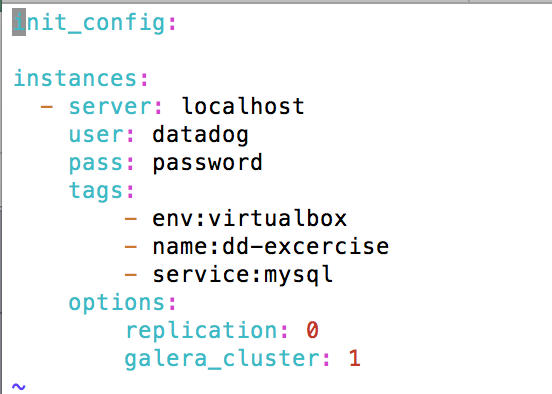 init_config:

instances:
  - server: localhost
    user: datadog
    pass: password
    tags:
        - env:virtualbox
        - name:dd-excercise
        - service:mysql
    options:
        replication: 0
        galera_cluster: 1
~